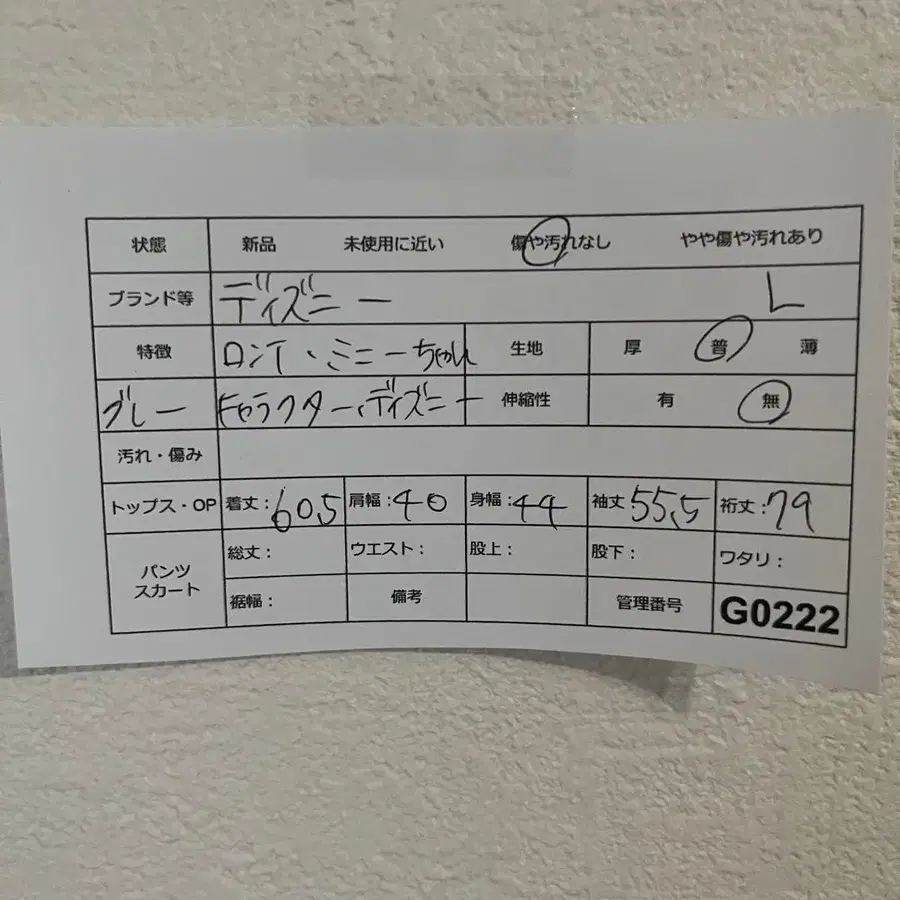 状態 新品 未使用に近い 傷や汚れなし やや傷や汚れあり
ブランド等 ディズニー L
特徴 ロンT、ミニーちゃん 生地 厚 普 薄
グレー キャラクター、ディズニー 伸縮性 有 無
汚れ・傷み
トップス・OP 着丈:60.5 肩幅:40 身幅:44 袖丈:55.5 裄丈:79
パンツ スカート 総丈: ウエスト: 股上: 股下: ワタリ:
裾幅: 備考 管理番号 G0222